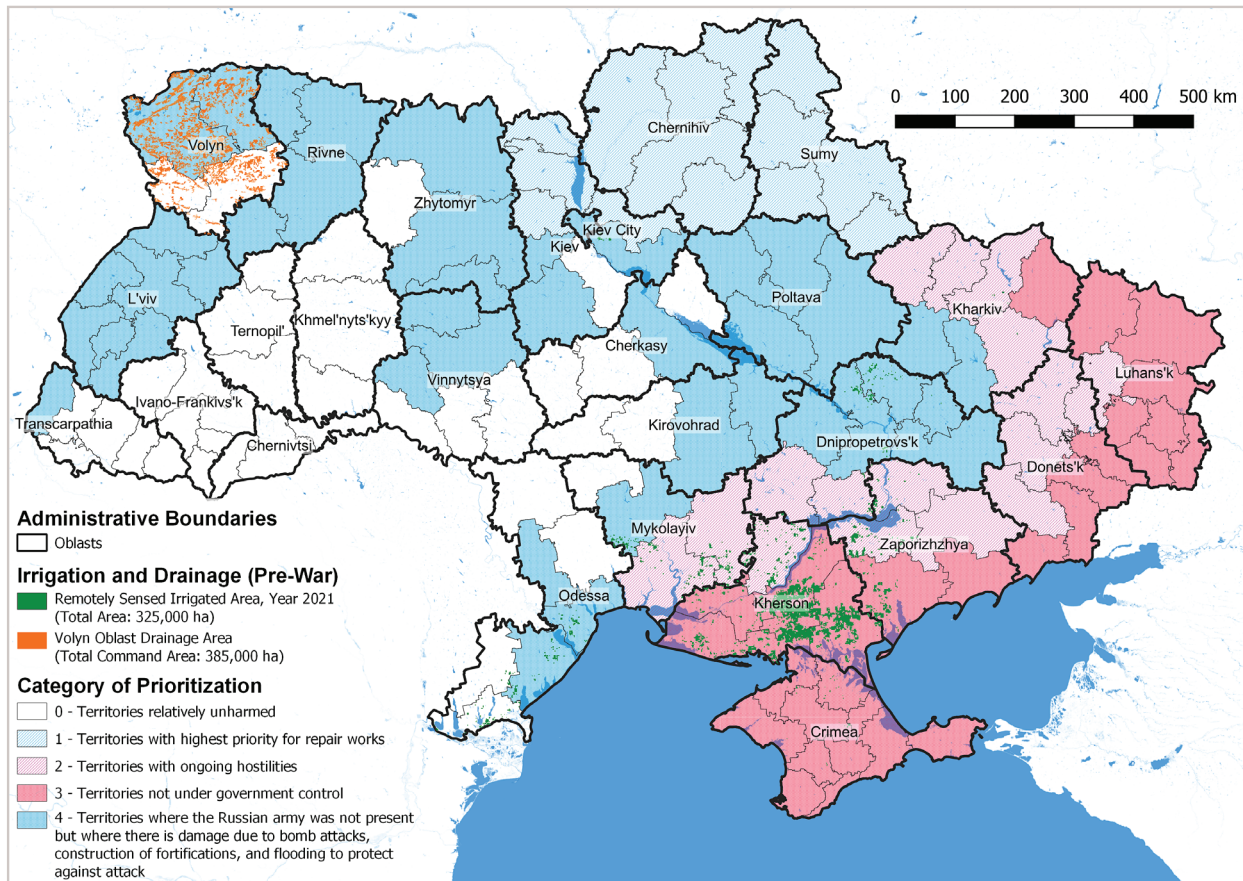 0 100 200 300 400 500 km
Chernihiv
Sumy
Volyn
Rivne
Zhytomyr
Kiev City
Kiev
L'viv
Poltava
Kharkiv
Ternopil'
Khmel'nyts'kyy
Cherkasy
Luhans'k
Vinnytsya
Ivano-Frankivs'k
Transcarpathia
Kirovohrad
Chernivtsi
Dnipropetrovs'k
Donets'k
Mykolayiv
Zaporizhzhya
Odessa
Kherson
Crimea
Administrative Boundaries
Oblasts
Irrigation and Drainage (Pre-War)
Remotely Sensed Irrigated Area, Year 2021
(Total Area: 325,000 ha)
Volyn Oblast Drainage Area
(Total Command Area: 385,000 ha)
Category of Prioritization
0 - Territories relatively unharmed
1 - Territories with highest priority for repair works
2 - Territories with ongoing hostilities
3 - Territories not under government control
4 - Territories where the Russian army was not present
but where there is damage due to bomb attacks,
construction of fortifications, and flooding to protect
against attack